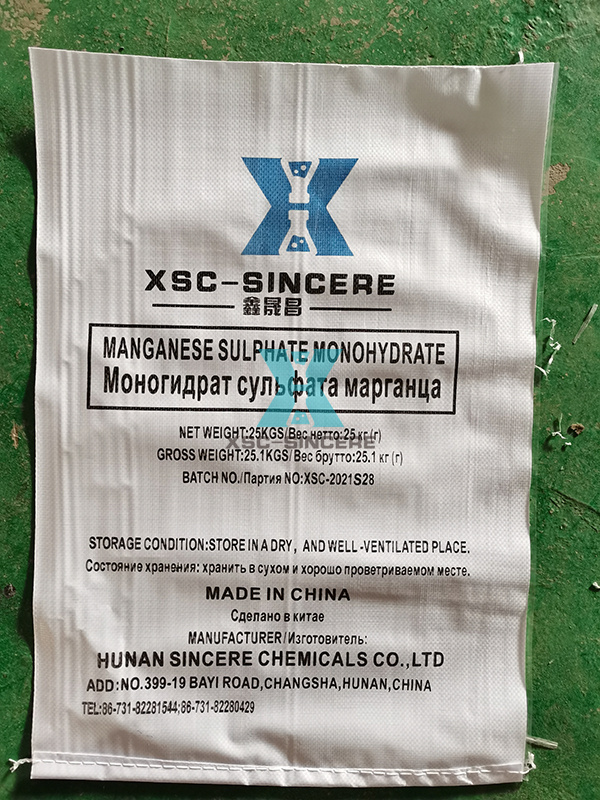 XSC-SINCERE
鑫晟昌
MANGANESE SULPHATE MONOHYDRATE
Моногидрат сульфата марганца
NET WEIGHT:25KGS/Вес нетто:25 кг (г)
XSC-SINCERE
GROSS WEIGHT:25.1KGS/Вес брутто:25.1 кг (г)
BATCH NO./Партия NO:XSC-2021S28
STORAGE CONDITION:STORE IN A DRY, AND WELL-VENTILATED PLACE.
Состояние хранения: хранить в сухом и хорошо проветриваемом месте.
MADE IN CHINA
Сделано в китае
MANUFACTURER/Изготовитель:
HUNAN SINCERE CHEMICALS CO.,LTD
ADD:NO.399-19 BAYI ROAD,CHANGSHA,HUNAN,CHINA
TEL:86-731-82281544;86-731-82280429